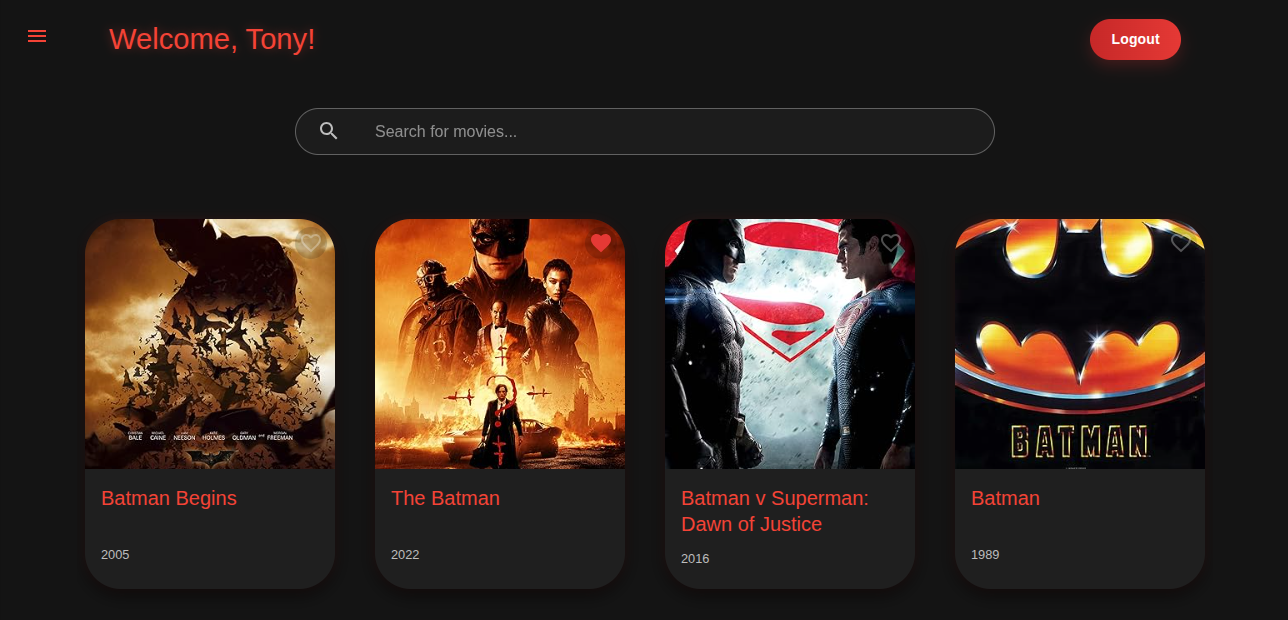 Welcome, Tony!
Logout
Search for movies...
BALE CAINE NEESON HOLMES OLDMAN AND FREEMAN
BATMAN
Batman Begins
The Batman
Batman v Superman:
Dawn of Justice
Batman
2005
2022
2016
1989